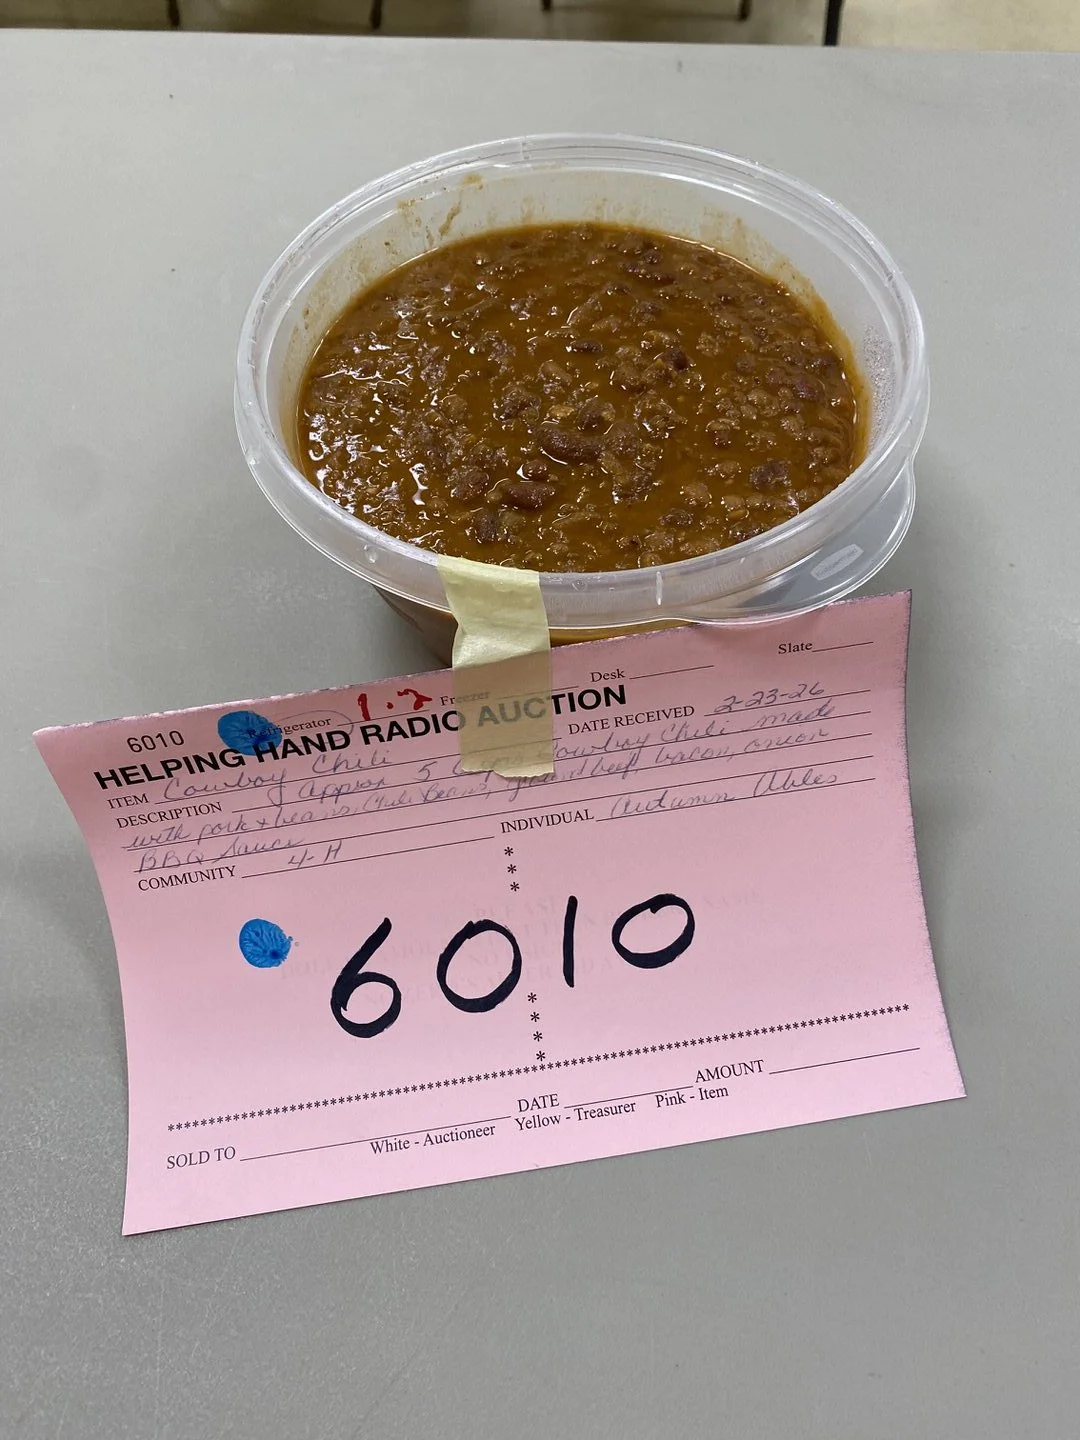 Slate
Desk
1.2 Freezer
6010 Refrigerator
HELPING HAND RADIO AUCTION
DATE RECEIVED 2-23-26
ITEM Cowboy Chili
DESCRIPTION Approx 5 Cowboy Chili made
with pork + beans, Chili Beans, ground beef, bacon, onion
BBQ Sauce
COMMUNITY 4-H
INDIVIDUAL Autumn Ables
*
*
*
6010
*
*
*
*
SOLD TO
DATE
AMOUNT
White - Auctioneer Yellow - Treasurer Pink - Item